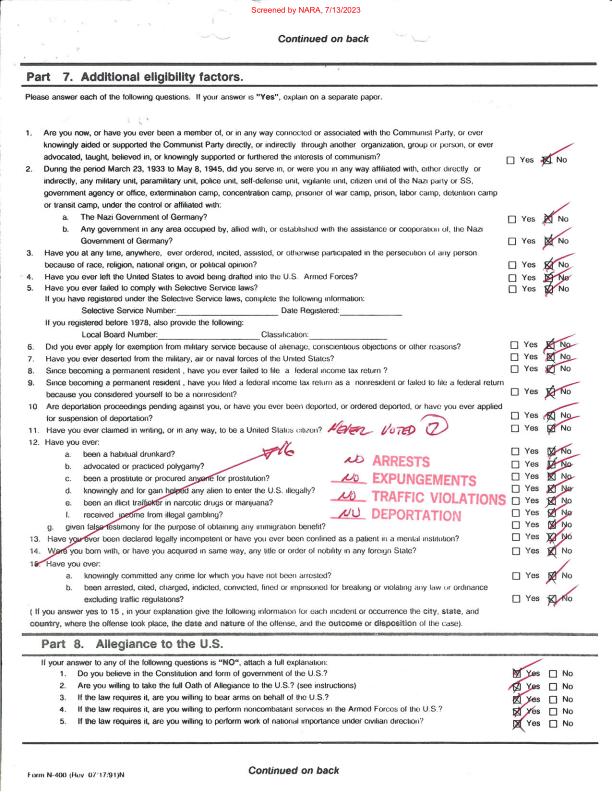 Screened by NARA, 7/13/2023
Continued on back
Part 7. Additional eligibility factors.
Please answer each of the following questions. If your answer is "Yes", explain on a separate paper.
1. Are you now, or have you ever been a member of, or in any way connected or associated with the Communist Party, or ever
knowingly aided or supported the Communist Party directly, or indirectly through another organization, group or person, or ever
advocated, taught, believed in, or knowingly supported or furthered the interests of communism? Yes No
2. During the period March 23, 1933 to May 8, 1945, did you serve in, or were you in any way affiliated with, either directly or
indirectly, any military unit, paramilitary unit, police unit, self-defense unit, vigilante unit, citizen unit of the Nazi party or SS,
government agency or office, extermination camp, concentration camp, prisoner of war camp, prison, labor camp, detention camp
or transit camp, under the control or affiliated with:
a. The Nazi Government of Germany? Yes No
b. Any government in any area occupied by, allied with, or established with the assistance or cooperation of, the Nazi
Government of Germany? Yes No
3. Have you at any time, anywhere, ever ordered, incited, assisted, or otherwise participated in the persecution of any person
because of race, religion, national origin, or political opinion? Yes No
4. Have you ever left the United States to avoid being drafted into the U.S. Armed Forces? Yes No
5. Have you ever failed to comply with Selective Service laws? Yes No
If you have registered under the Selective Service laws, complete the following information:
Selective Service Number: Date Registered:
If you registered before 1978, also provide the following:
Local Board Number: Classification:
6. Did you ever apply for exemption from military service because of alienage, conscientious objections or other reasons? Yes No
7. Have you ever deserted from the military, air or naval forces of the United States? Yes No
8. Since becoming a permanent resident , have you ever failed to file a federal income tax return ? Yes No
9. Since becoming a permanent resident , have you filed a federal income tax return as a nonresident or failed to file a federal return
because you considered yourself to be a nonresident? Yes No
10 Are deportation proceedings pending against you, or have you ever been deported, or ordered deported, or have you ever applied
for suspension of deportation? Yes No
11. Have you ever claimed in writing, or in any way, to be a United States citizen? NEVER VOTED Yes No
12. Have you ever:
a. been a habitual drunkard? Yes No
b. advocated or practiced polygamy? NO ARRESTS Yes No
c. been a prostitute or procured anyone for prostitution? NO EXPUNGEMENTS Yes No
d. knowingly and for gain helped any alien to enter the U.S. illegally? Yes No
e. been an illicit trafficker in narcotic drugs or marijuana? NO TRAFFIC VIOLATIONS Yes No
f. received income from illegal gambling? NO DEPORTATION Yes No
g. given false testimony for the purpose of obtaining any immigration benefit? Yes No
13. Have you ever been declared legally incompetent or have you ever been confined as a patient in a mental institution? Yes No
14. Were you born with, or have you acquired in same way, any title or order of nobility in any foreign State? Yes No
15. Have you ever:
a. knowingly committed any crime for which you have not been arrested? Yes No
b. been arrested, cited, charged, indicted, convicted, fined or imprisoned for breaking or violating any law or ordinance
excluding traffic regulations? Yes No
( If you answer yes to 15 , in your explanation give the following information for each incident or occurrence the city, state, and
country, where the offense took place, the date and nature of the offense, and the outcome or disposition of the case).
Part 8. Allegiance to the U.S.
If your answer to any of the following questions is "NO", attach a full explanation:
1. Do you believe in the Constitution and form of government of the U.S.? Yes No
2. Are you willing to take the full Oath of Allegiance to the U.S.? (see instructions) Yes No
3. If the law requires it, are you willing to bear arms on behalf of the U.S.? Yes No
4. If the law requires it, are you willing to perform noncombatant services in the Armed Forces of the U.S.? Yes No
5. If the law requires it, are you willing to perform work of national importance under civilian direction? Yes No
Form N-400 (Rev. 07/17/91)N
Continued on back